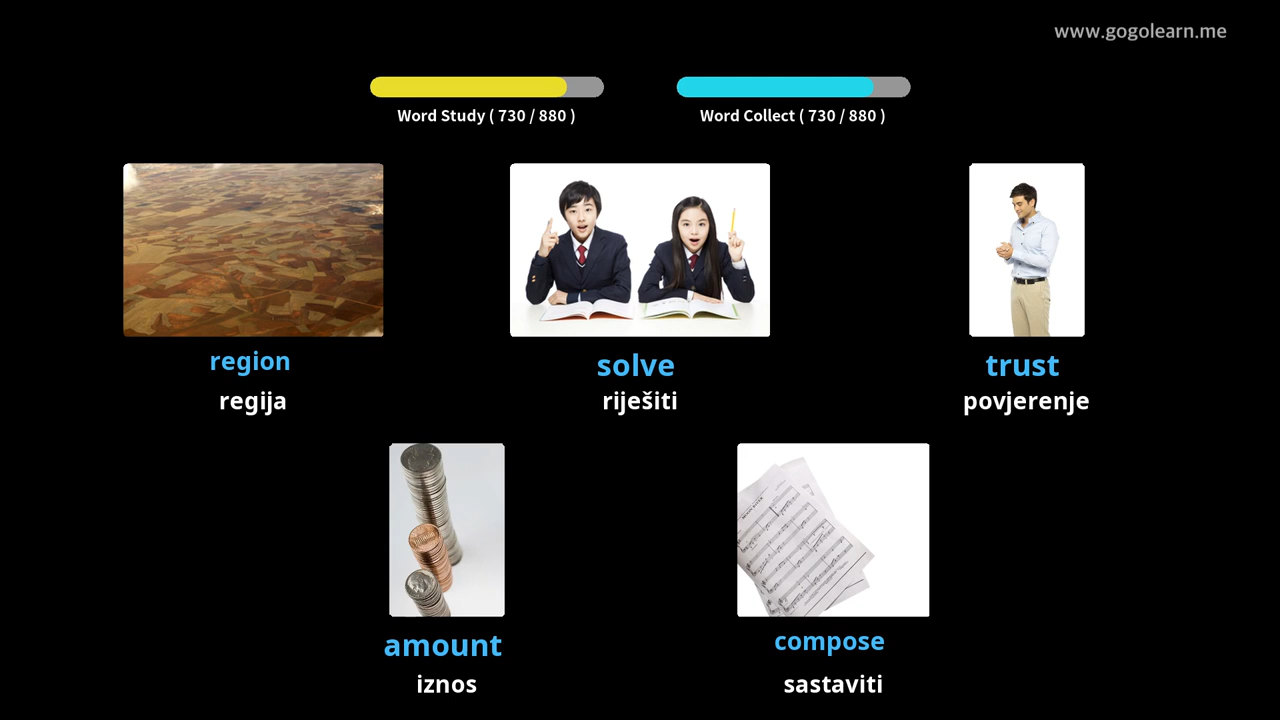 www.gogolearn.me
Word Study ( 730 / 880 )
Word Collect ( 730 / 880 )
region
solve
trust
regija
riješiti
povjerenje
amount
compose
iznos
sastaviti